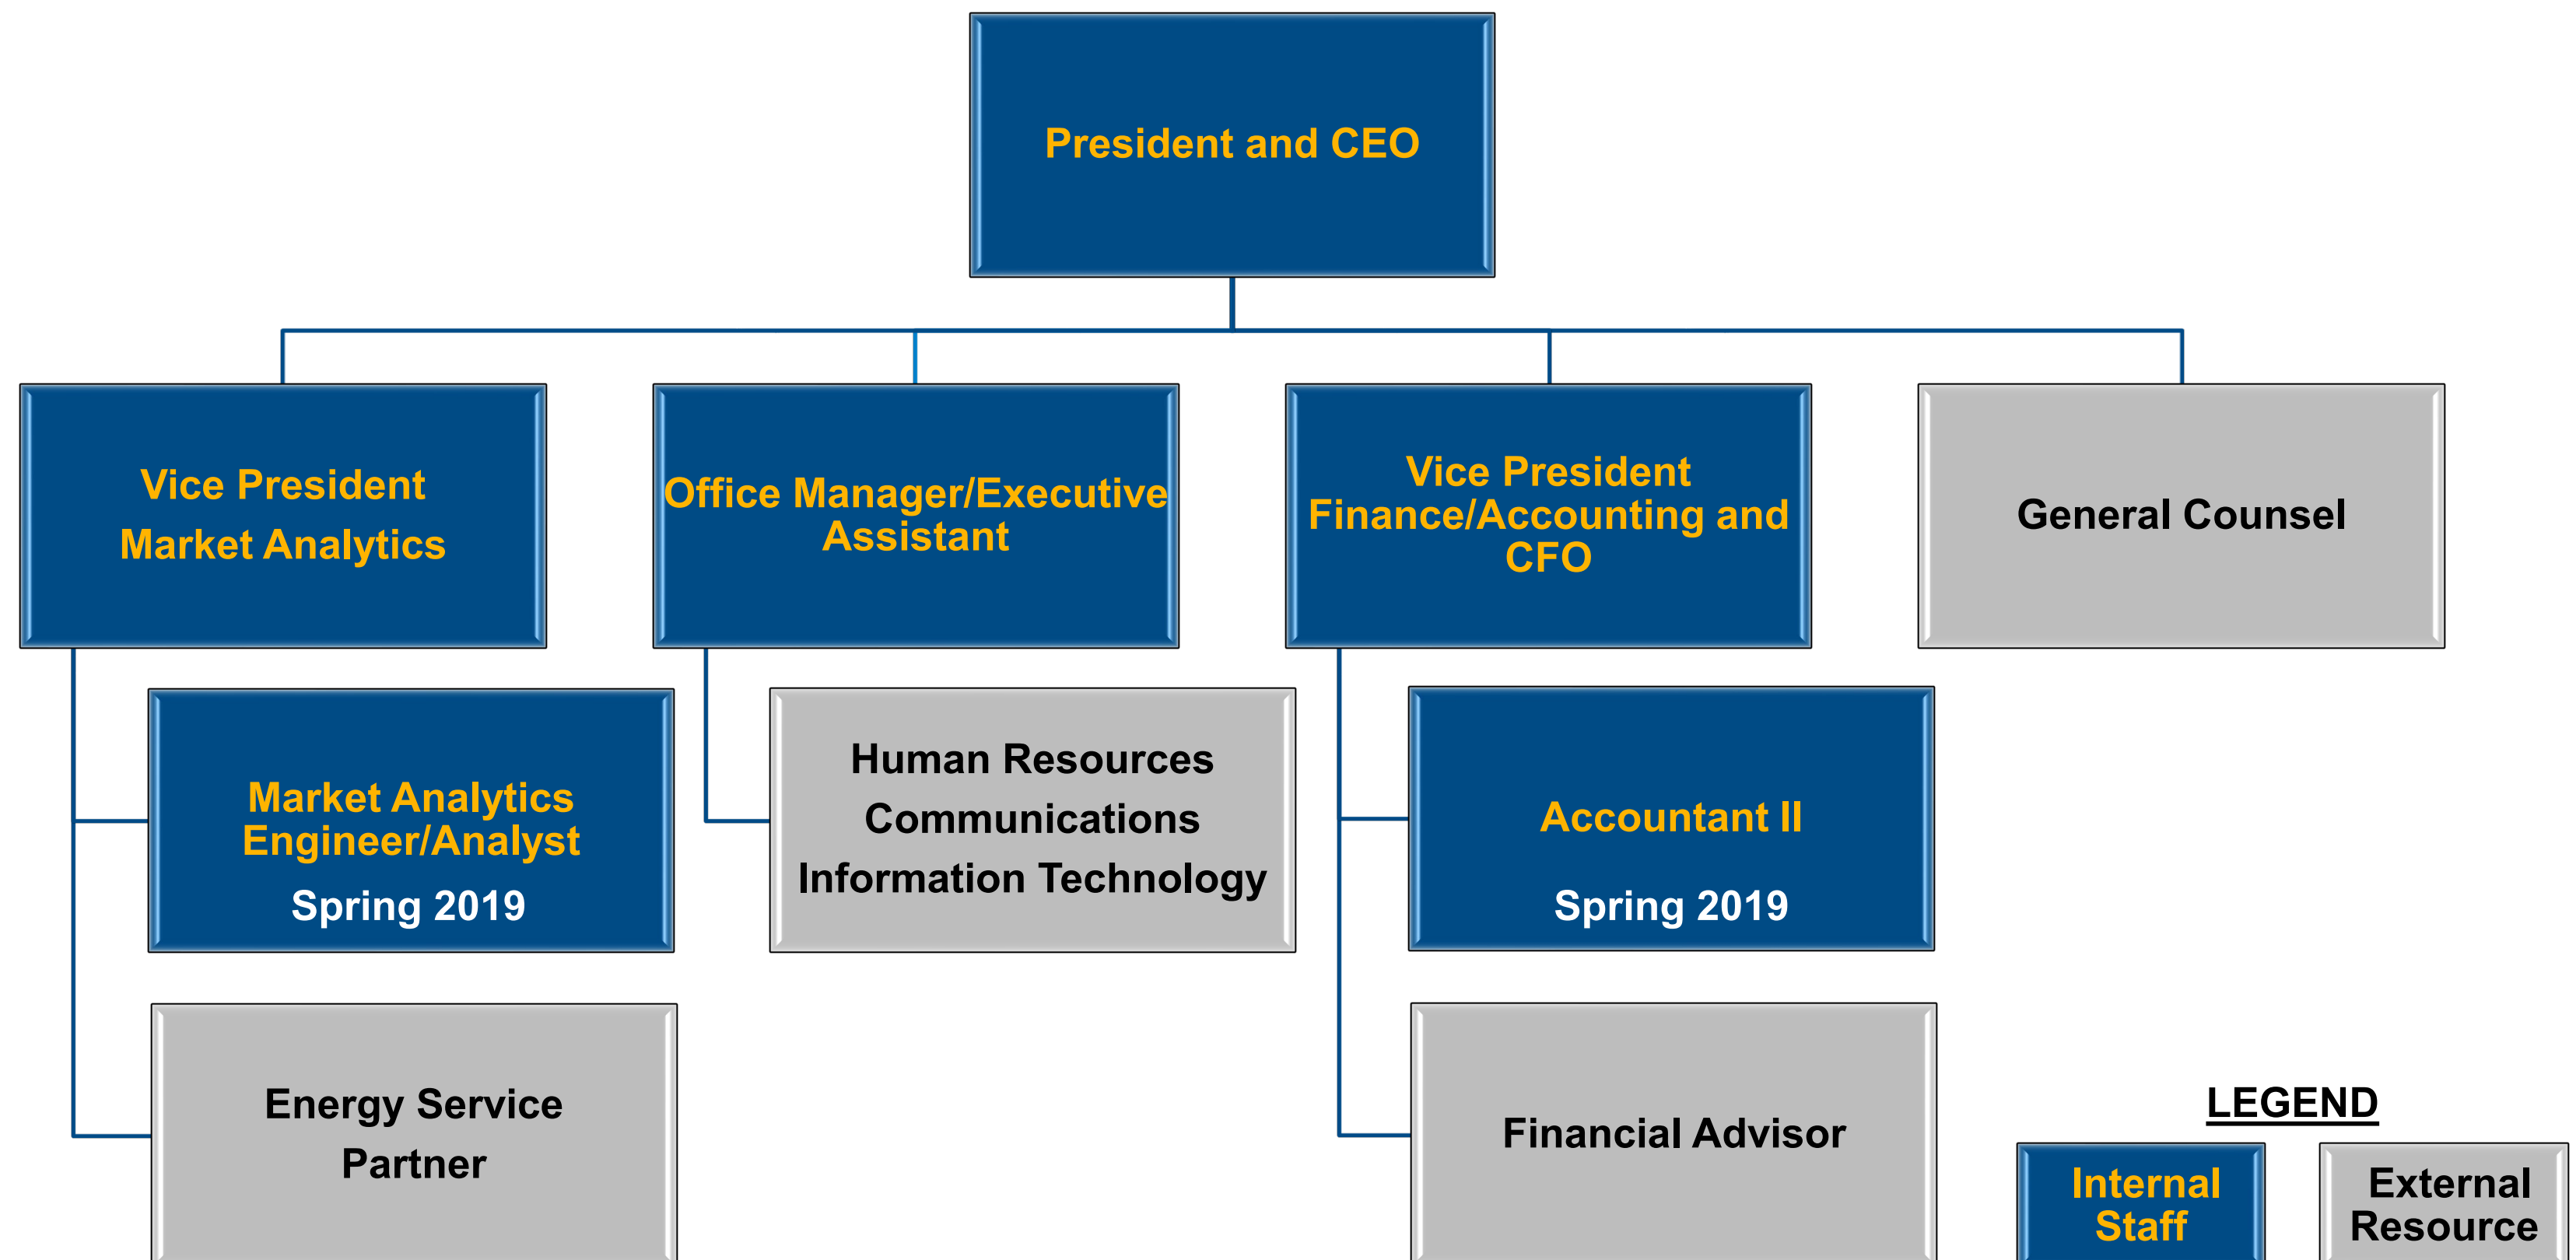 President and CEO
Vice President
Market Analytics
Office Manager/Executive
Assistant
Vice President
Finance/Accounting and
CFO
General Counsel
Market Analytics
Engineer/Analyst
Spring 2019
Human Resources
Communications
Information Technology
Accountant II
Spring 2019
Energy Service
Partner
Financial Advisor
LEGEND
Internal
Staff
External
Resource